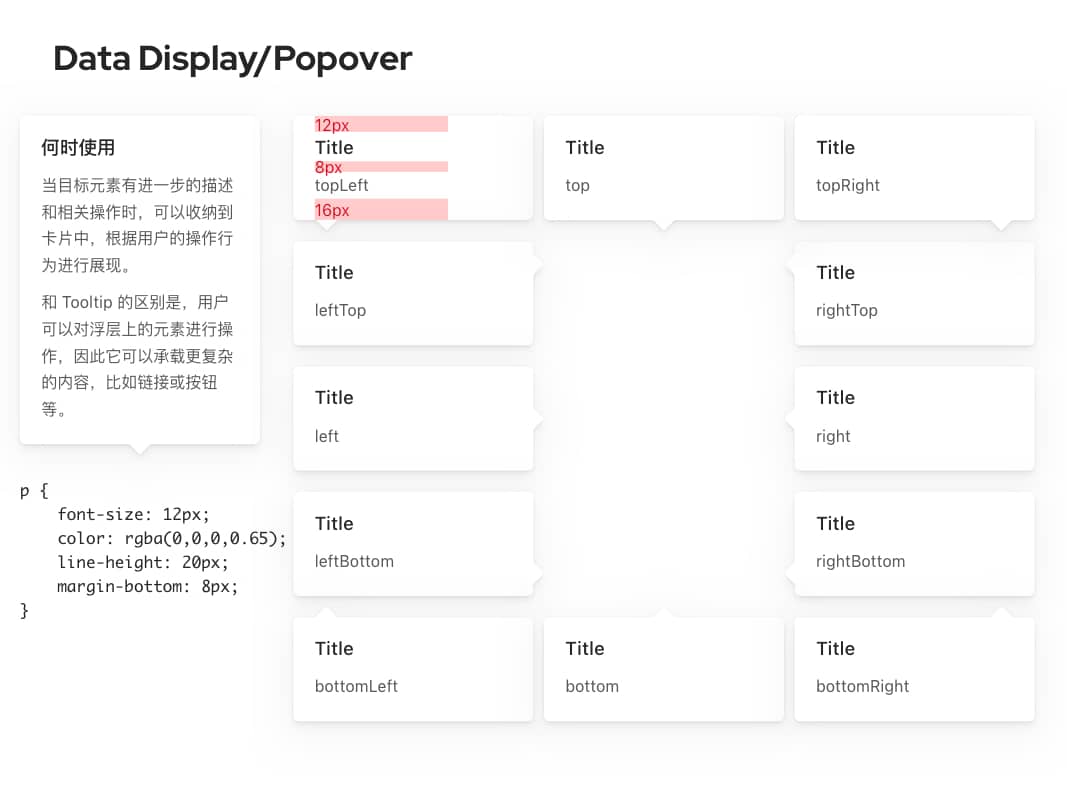 Data Display/Popover
何时使用
当目标元素有进一步的描述
和相关操作时，可以收纳到
卡片中，根据用户的操作行
为进行展现。
和 Tooltip 的区别是，用户
可以对浮层上的元素进行操
作，因此它可以承载更复杂
的内容，比如链接或按钮
等。
p {
    font-size: 12px;
    color: rgba(0,0,0,0.65);
    line-height: 20px;
    margin-bottom: 8px;
}
12px
Title
8px
topLeft
16px
Title
top
Title
topRight
Title
leftTop
Title
rightTop
Title
left
Title
right
Title
leftBottom
Title
rightBottom
Title
bottomLeft
Title
bottom
Title
bottomRight